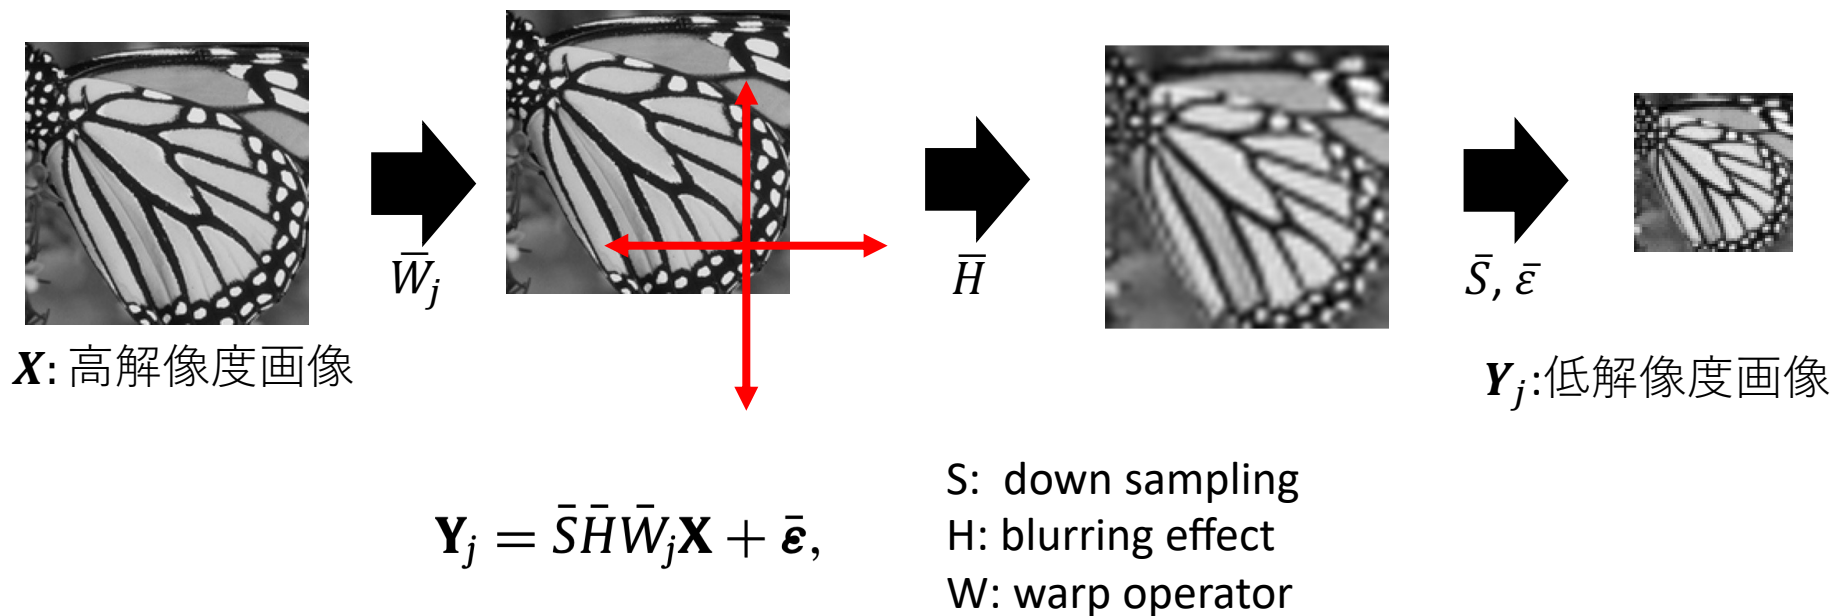 W̄ⱼ
H̄
S̄, ε̄
X: 高解像度画像
Yⱼ:低解像度画像
Yⱼ = S̄H̄W̄ⱼX + ε̄,
S: down sampling
H: blurring effect
W: warp operator